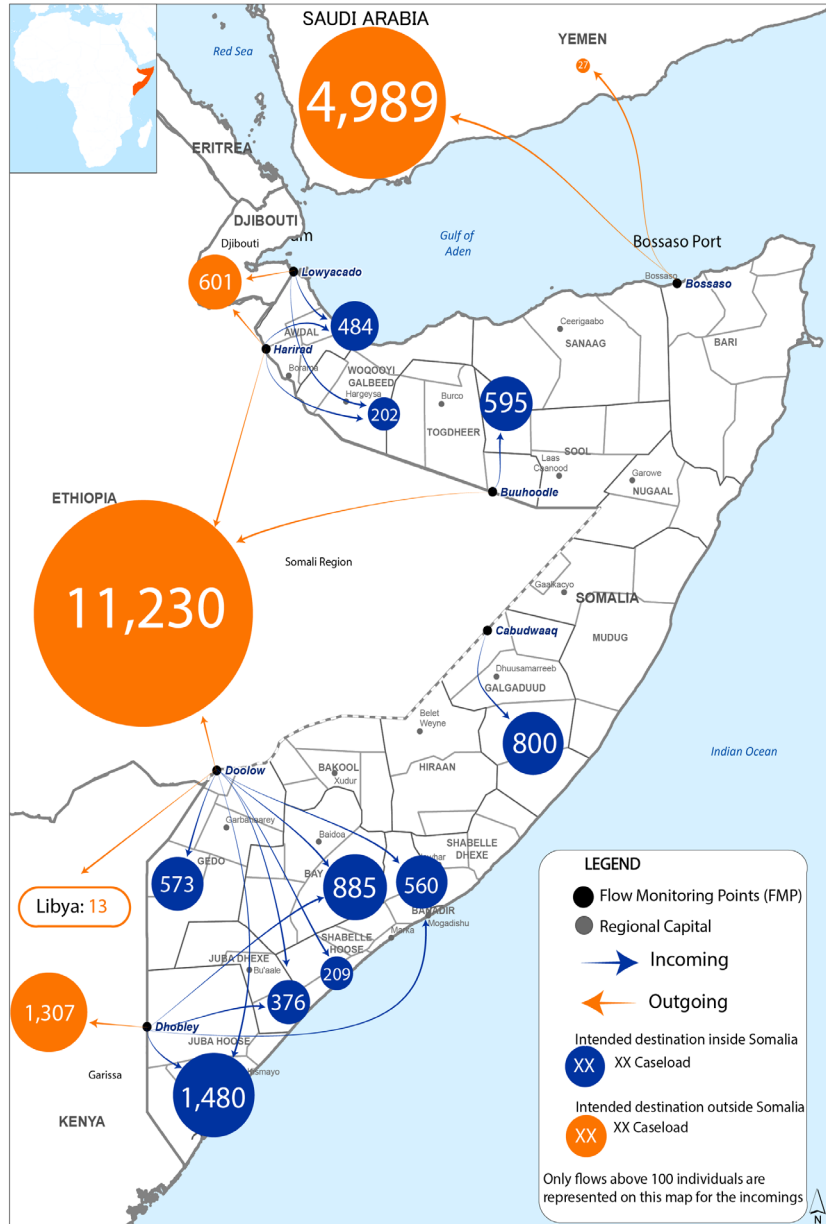 SAUDI ARABIA
4,989
YEMEN
27
Red Sea
ERITREA
DJIBOUTI
Djibouti
Gulf of
Aden
Bossaso Port
Bossaso
Bossaso
Lowyacado
601
484
AWDAL
Harirad
Borama
WOQOOYI
GALBEED
Hargeysa
202
Burco
TOGDHEER
595
Ceerigaabo
SANAAG
BARI
SOOL
Laas
Caanood
Buuhoodle
Garowe
NUGAAL
ETHIOPIA
11,230
Somali Region
Gaalkacyo
SOMALIA
Cabudwaaq
MUDUG
Dhuusamarreeb
GALGADUUD
Belet
Weyne
800
Indian Ocean
Doolow
BAKOOL
Xudur
HIRAAN
Garbahaarey
Baidoa
GEDO
573
BAY
885
560
SHABELLE
DHEXE
Libya: 13
Mogadishu
Marka
SHABELLE
HOOSE
JUBA DHEXE
Bu'aale
209
376
1,307
Dhobley
JUBA HOOSE
Garissa
1,480
KENYA
LEGEND
Flow Monitoring Points (FMP)
Regional Capital
Incoming
Outgoing
Intended destination inside Somalia
XX
XX Caseload
Intended destination outside Somalia
XX
XX Caseload
Only flows above 100 individuals are
represented on this map for the incomings
N